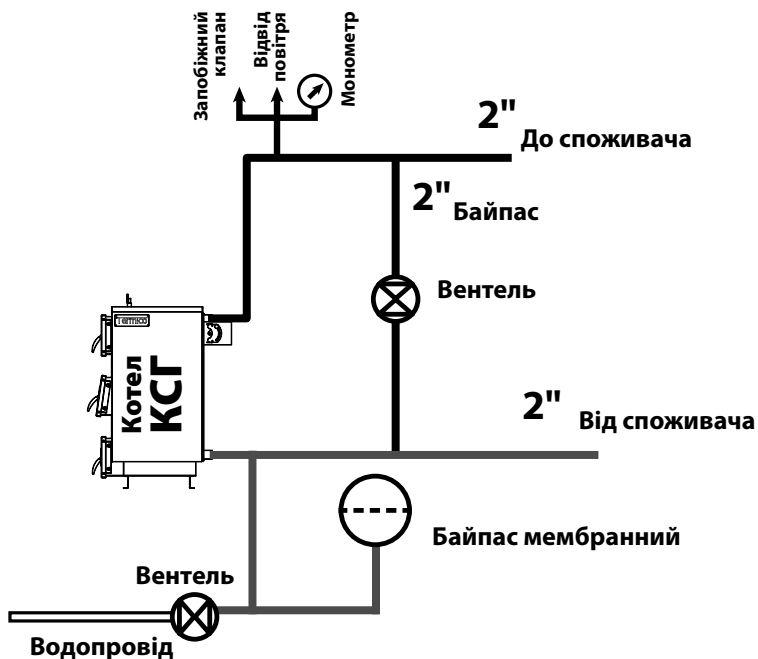 Запобіжний
клапан
Відвід
повітря
Монометр
2" До споживача
2" Байпас
Вентель
TERMICO
Котел
КСГ
2" Від споживача
Байпас мембранний
Вентель
Водопровід